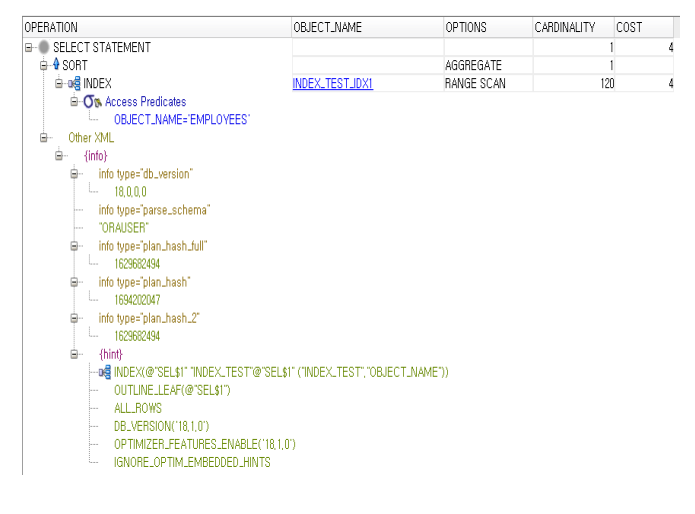 OPERATION OBJECT_NAME OPTIONS CARDINALITY COST
SELECT STATEMENT 1 4
SORT AGGREGATE 1
INDEX INDEX_TEST_IDX1 RANGE SCAN 120 4
Access Predicates
OBJECT_NAME='EMPLOYEES'
Other XML
{info}
info type="db_version"
18.0.0.0
info type="parse_schema"
"ORAUSER"
info type="plan_hash_full"
1629682494
info type="plan_hash"
1694202047
info type="plan_hash_2"
1629682494
{hint}
INDEX(@"SEL$1" "INDEX_TEST"@"SEL$1" ("INDEX_TEST"."OBJECT_NAME"))
OUTLINE_LEAF(@"SEL$1")
ALL_ROWS
DB_VERSION('18.1.0')
OPTIMIZER_FEATURES_ENABLE('18.1.0')
IGNORE_OPTIM_EMBEDDED_HINTS